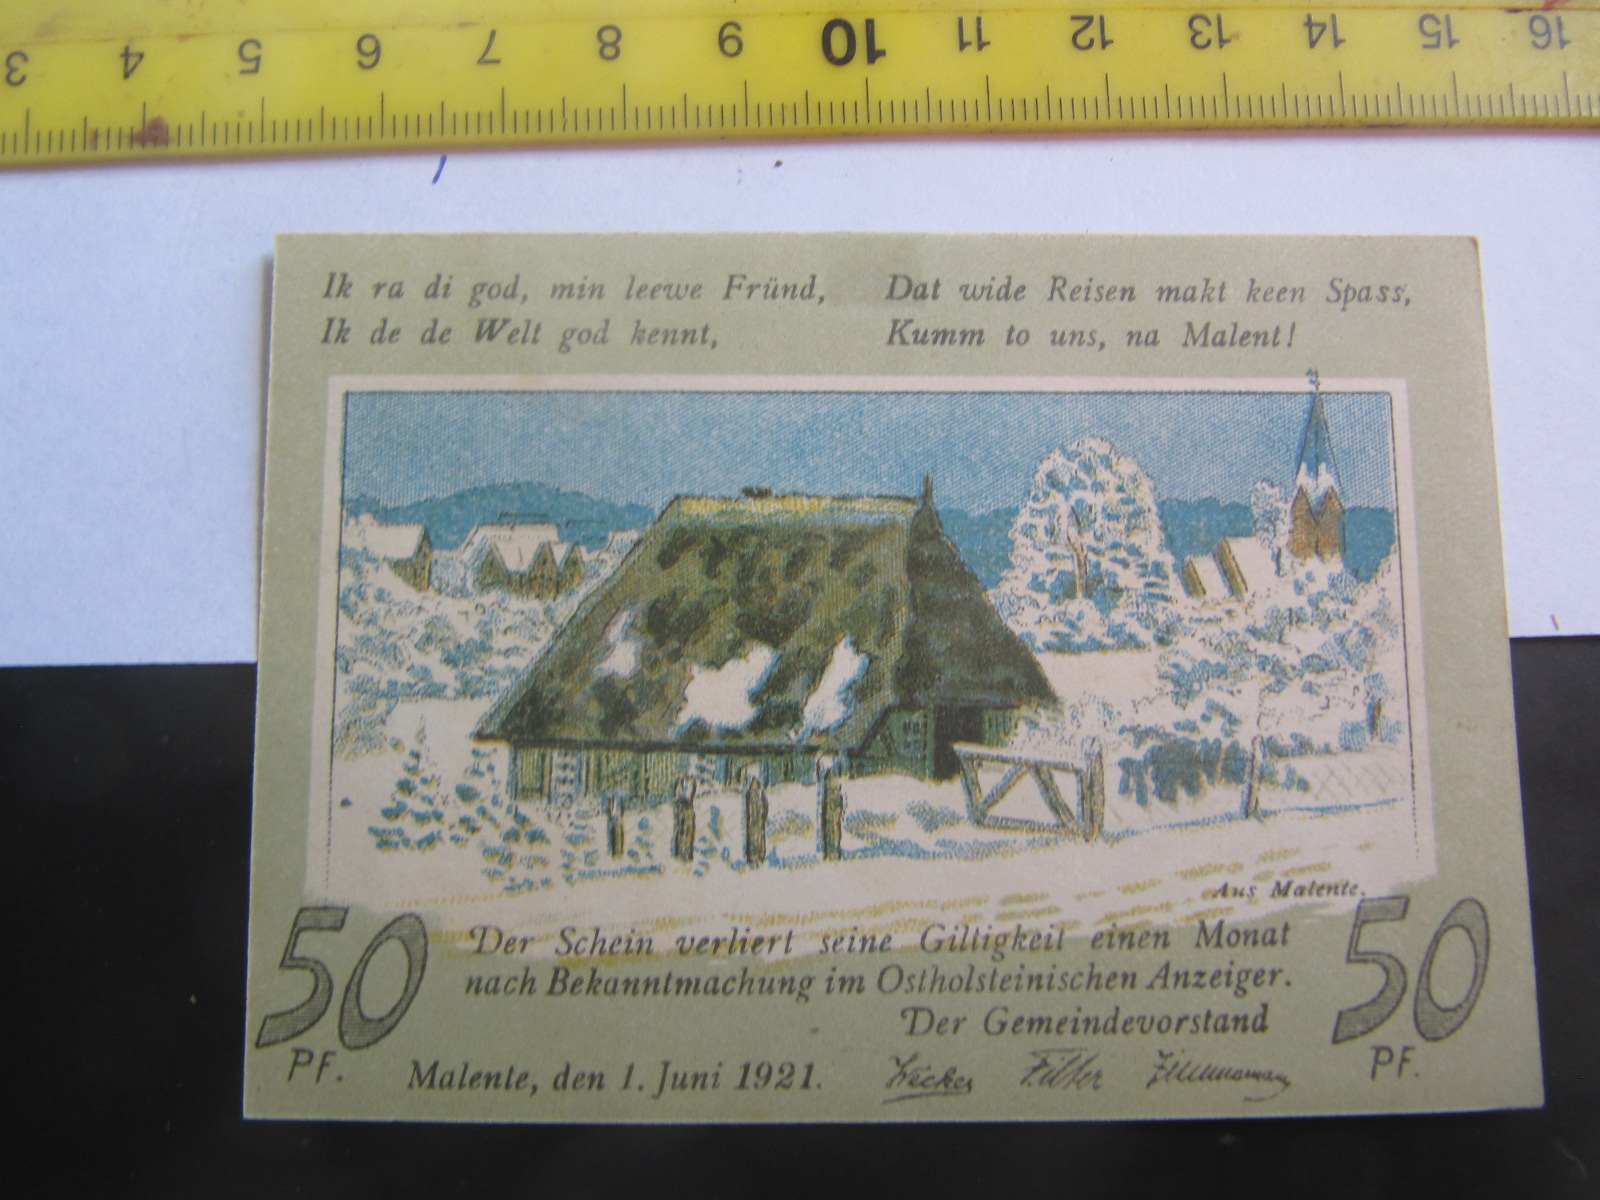 3 4 5 6 7 8 9 10 11 12 13 14 15 16
Ik ra di god, min leewe Fründ,
Ik de de Welt god kennt,
Dat wide Reisen makt keen Spass,
Kumm to uns, na Malent!
Aus Malente.
50 PF.
Der Schein verliert seine Giltigkeit einen Monat
nach Bekanntmachung im Ostholsteinischen Anzeiger.
Der Gemeindevorstand
Malente, den 1. Juni 1921.
50 PF.